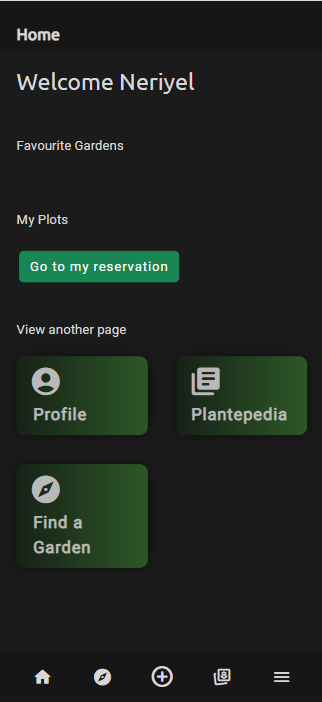 Home
Welcome Neriyel
Favourite Gardens
My Plots
Go to my reservation
View another page
Profile
Plantepedia
Find a
Garden